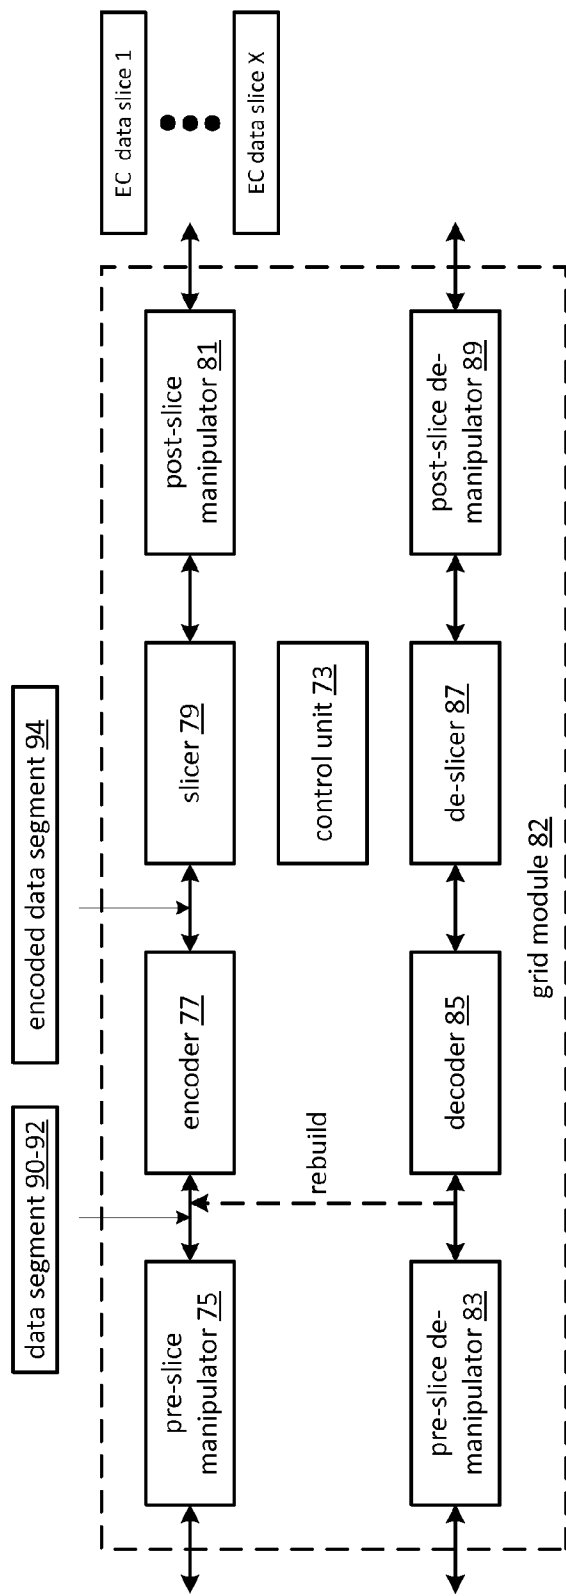 data segment 90-92
encoded data segment 94
EC data slice 1
EC data slice X
pre-slice
manipulator 75
encoder 77
slicer 79
post-slice
manipulator 81
rebuild
control unit 73
pre-slice de-
manipulator 83
decoder 85
de-slicer 87
post-slice de-
manipulator 89
grid module 82